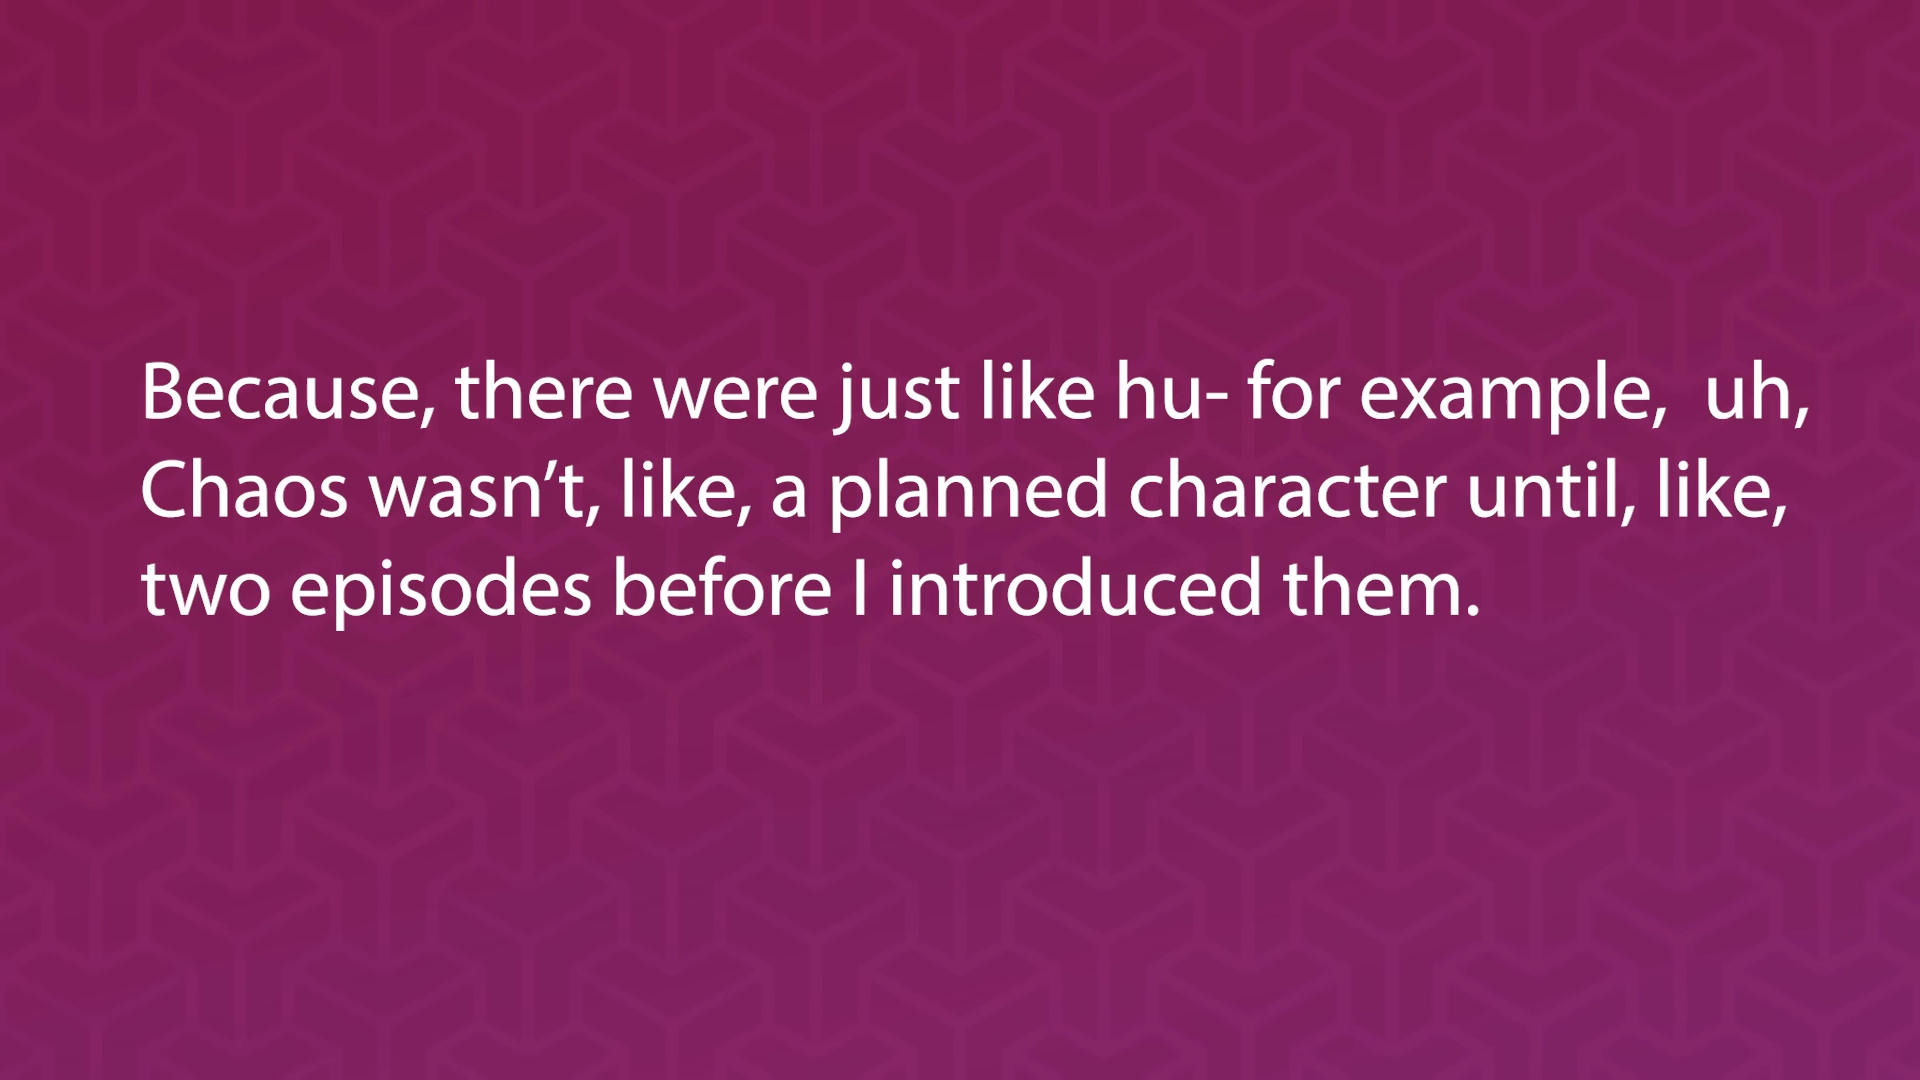 Because, there were just like hu- for example,  uh,
Chaos wasn’t, like, a planned character until, like,
two episodes before I introduced them.